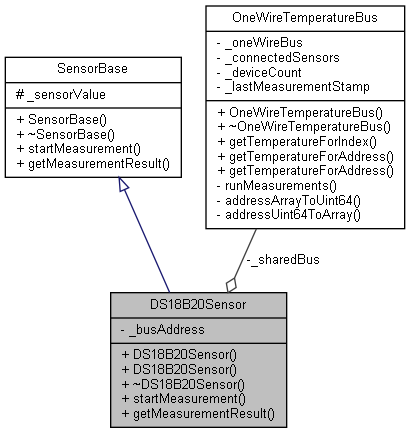 OneWireTemperatureBus
- _oneWireBus
- _connectedSensors
- _deviceCount
- _lastMeasurementStamp
+ OneWireTemperatureBus()
+ ~OneWireTemperatureBus()
+ getTemperatureForIndex()
+ getTemperatureForAddress()
+ getTemperatureForAddress()
- runMeasurements()
- addressArrayToUint64()
- addressUint64ToArray()
SensorBase
# _sensorValue
+ SensorBase()
+ ~SensorBase()
+ startMeasurement()
+ getMeasurementResult()
-_sharedBus
DS18B20Sensor
- _busAddress
+ DS18B20Sensor()
+ DS18B20Sensor()
+ ~DS18B20Sensor()
+ startMeasurement()
+ getMeasurementResult()